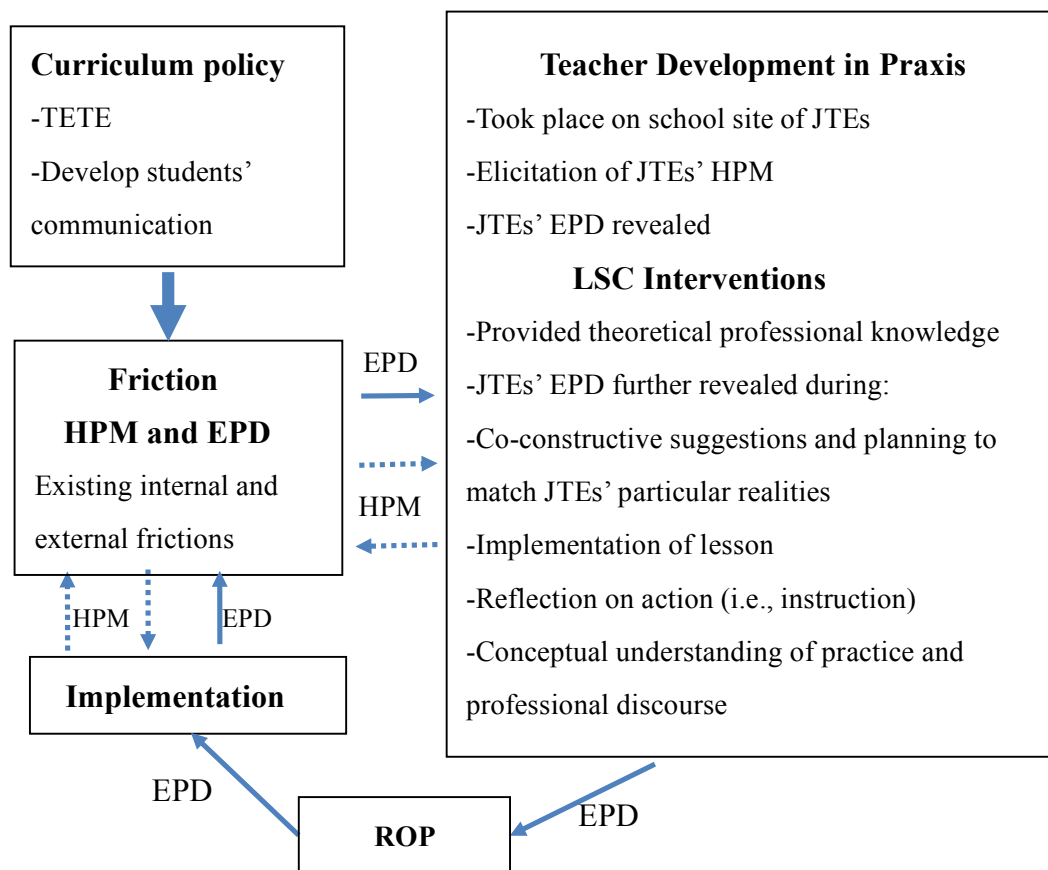 Curriculum policy
-TETE
-Develop students’
communication
Friction
HPM and EPD
Existing internal and
external frictions
EPD
HPM
HPM
EPD
Implementation
EPD
ROP
EPD
Teacher Development in Praxis
-Took place on school site of JTEs
-Elicitation of JTEs’ HPM
-JTEs’ EPD revealed
LSC Interventions
-Provided theoretical professional knowledge
-JTEs’ EPD further revealed during:
-Co-constructive suggestions and planning to
match JTEs’ particular realities
-Implementation of lesson
-Reflection on action (i.e., instruction)
-Conceptual understanding of practice and
professional discourse